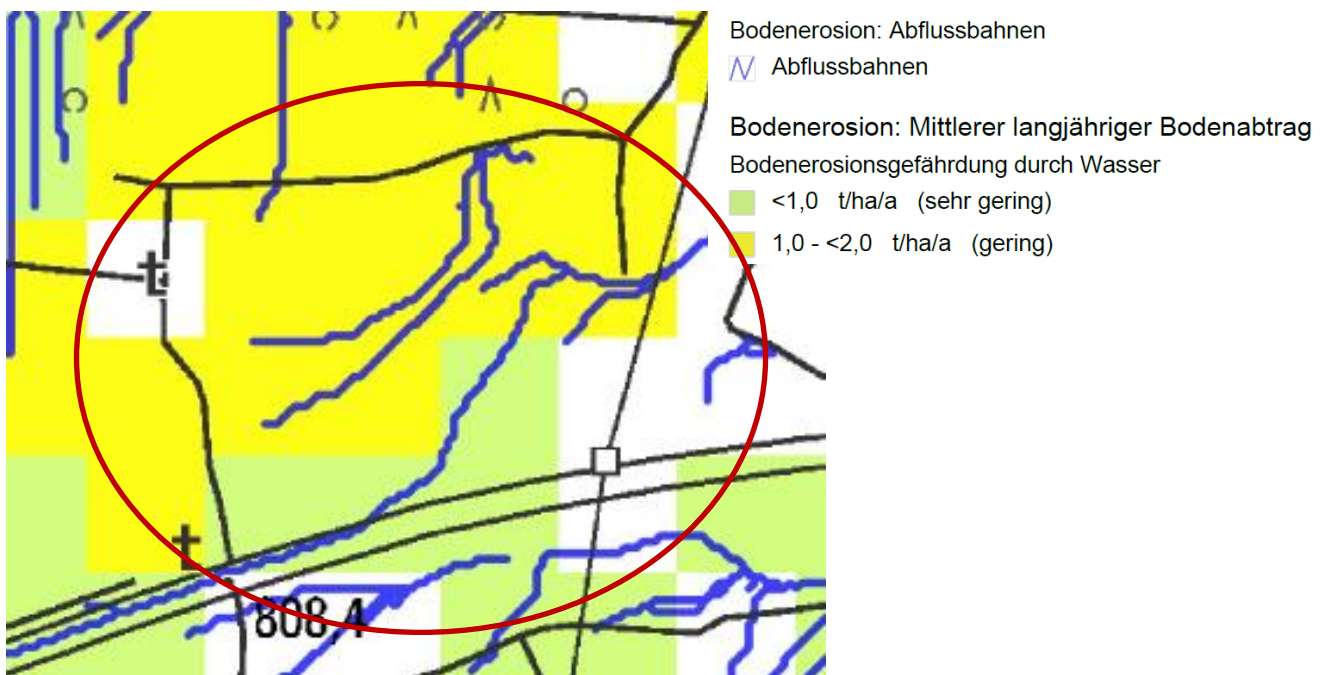 Bodenerosion: Abflussbahnen
Abflussbahnen
Bodenerosion: Mittlerer langjähriger Bodenabtrag
Bodenerosionsgefährdung durch Wasser
<1,0 t/ha/a (sehr gering)
1,0 - <2,0 t/ha/a (gering)
808,4